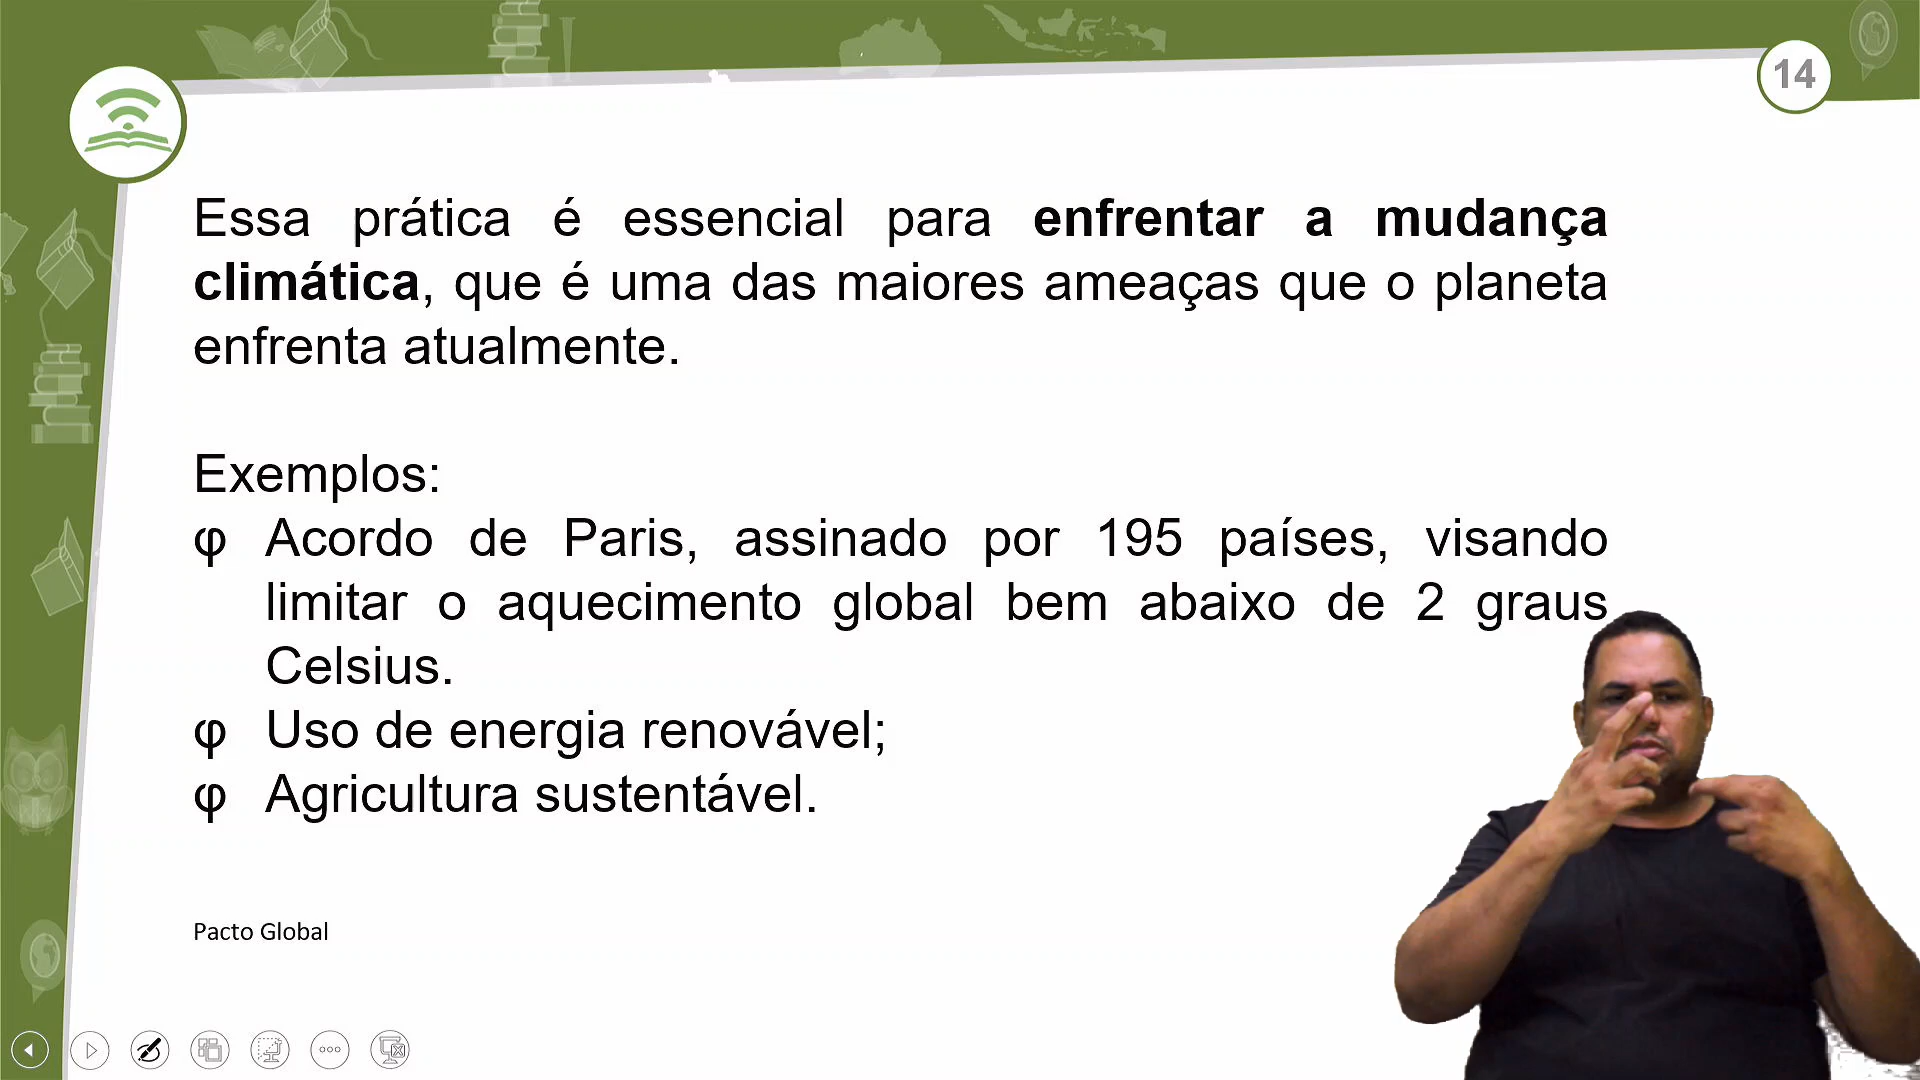 14
Essa prática é essencial para enfrentar a mudança
climática, que é uma das maiores ameaças que o planeta
enfrenta atualmente.
Exemplos:
φ Acordo de Paris, assinado por 195 países, visando
limitar o aquecimento global bem abaixo de 2 graus
Celsius.
φ Uso de energia renovável;
φ Agricultura sustentável.
Pacto Global